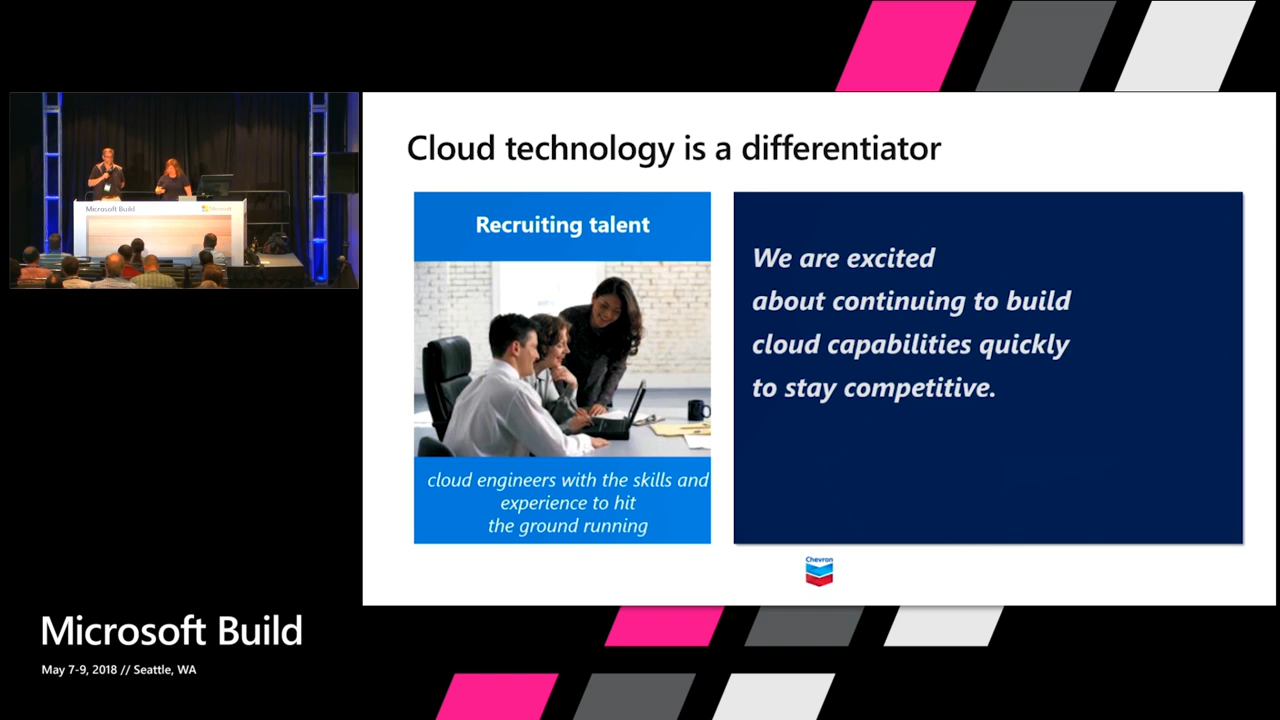 Microsoft Build
Microsoft
Cloud technology is a differentiator
Recruiting talent
cloud engineers with the skills and
experience to hit
the ground running
We are excited
about continuing to build
cloud capabilities quickly
to stay competitive.
Chevron
Microsoft Build
May 7-9, 2018 // Seattle, WA